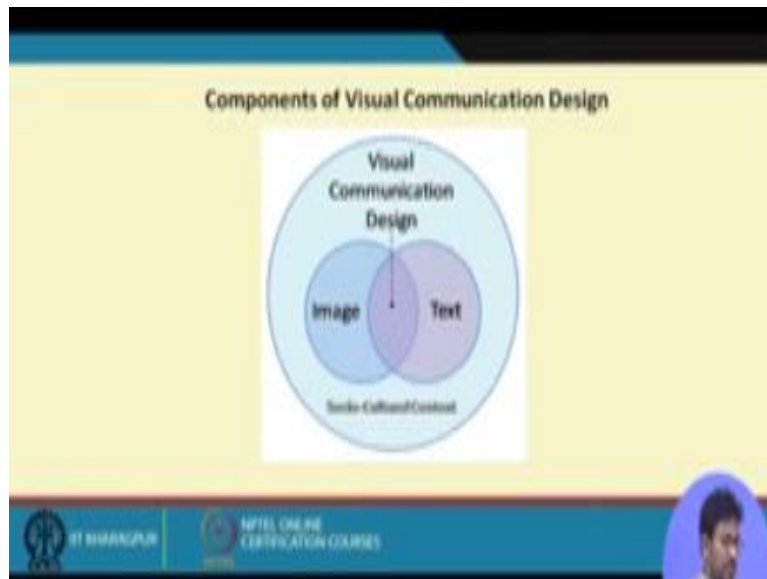 Components of Visual Communication Design
Visual
Communication
Design
Image
Text
Socio-Cultural Context
IIT KHARAGPUR
NPTEL ONLINE
CERTIFICATION COURSES